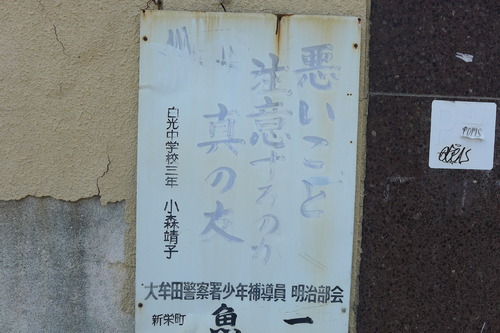 悪いこと
注意するのが
真の友
白光中学校三年 小森靖子
大牟田警察署少年補導員 明治部会
新栄町 魚一